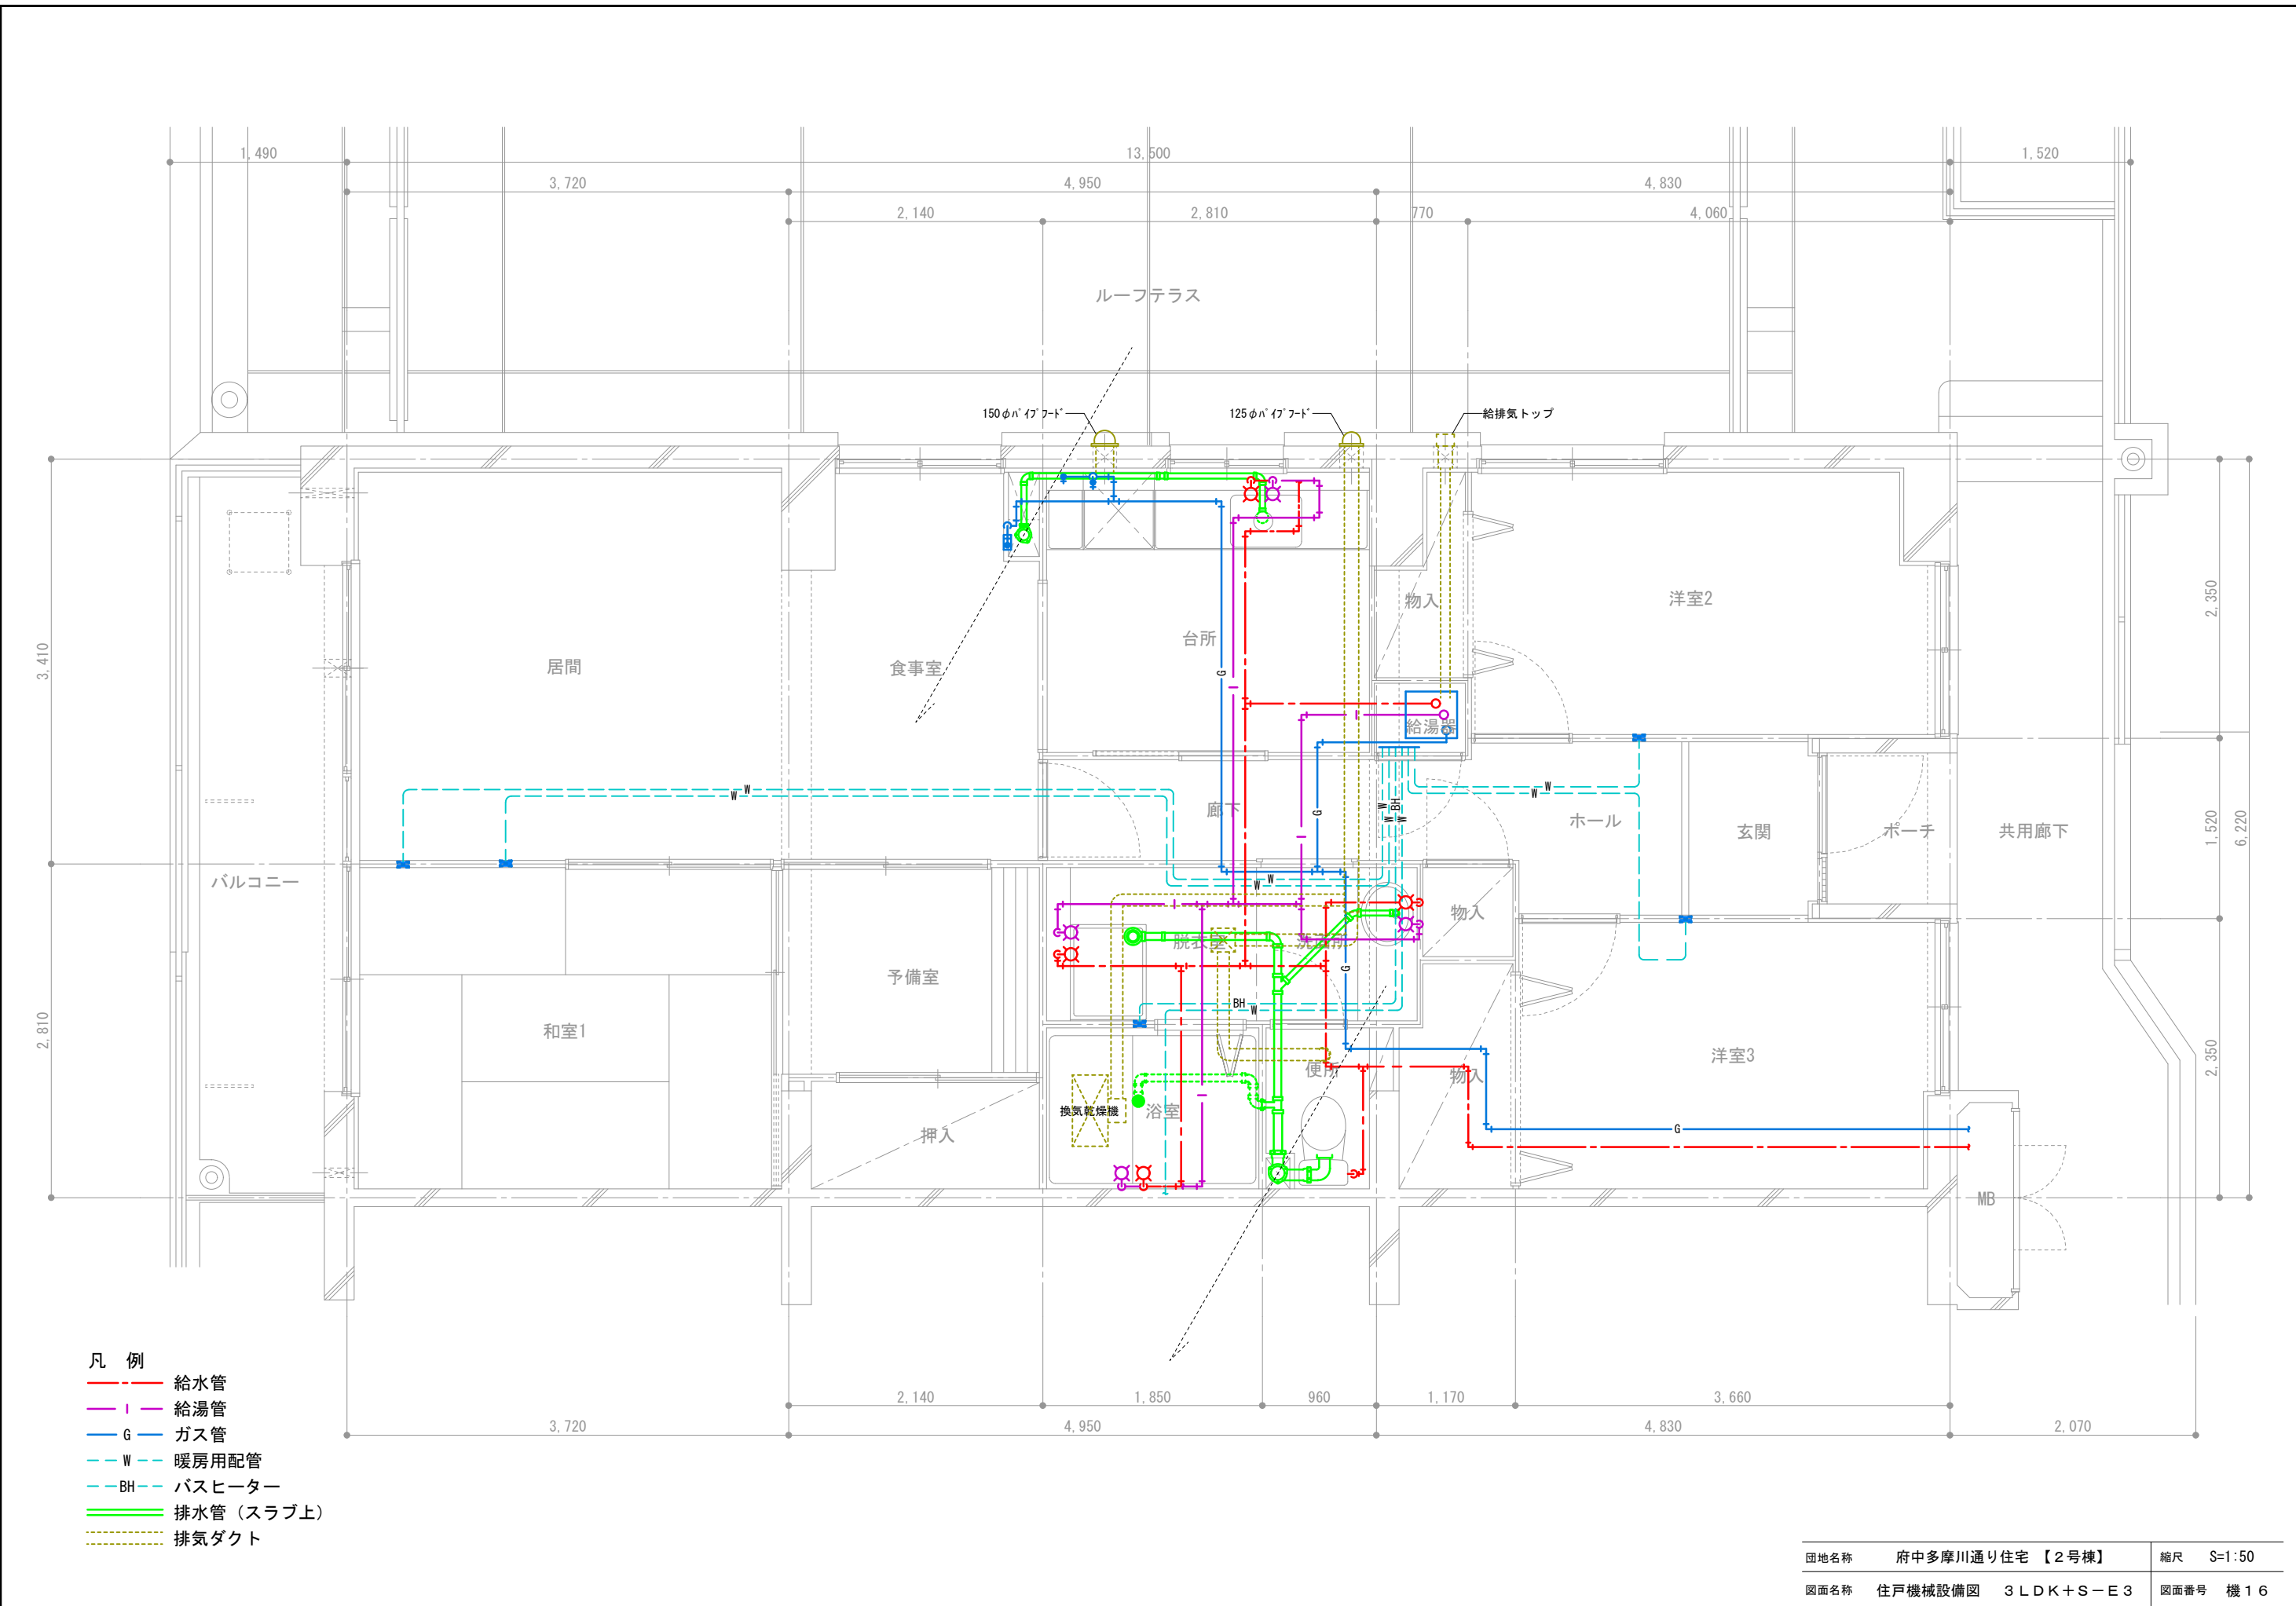 1,490
13,500
1,520
3,720
4,950
4,830
2,140
2,810
770
4,060
ルーフテラス
150φパイプフード
125φパイプフード
給排気トップ
3,410
2,810
2,350
1,520
2,350
6,220
居間
食事室
台所
物入
洋室2
給湯器
G
G
W
W
W
BH
W
W
W
W
廊下
ホール
玄関
ポーチ
共用廊下
バルコニー
W
W
物入
脱衣室
洗面所
G
予備室
BH
W
和室1
便所
物入
洋室3
換気乾燥機
浴室
押入
G
MB
凡 例
給水管
給湯管
G ガス管
W 暖房用配管
BH バスヒーター
排水管（スラブ上）
排気ダクト
2,140
1,850
960
1,170
3,660
3,720
4,950
4,830
2,070
団地名称 府中多摩川通り住宅 【２号棟】 縮尺 S=1:50
図面名称 住戸機械設備図 ３ＬＤＫ＋Ｓ－Ｅ３ 図面番号 機１６